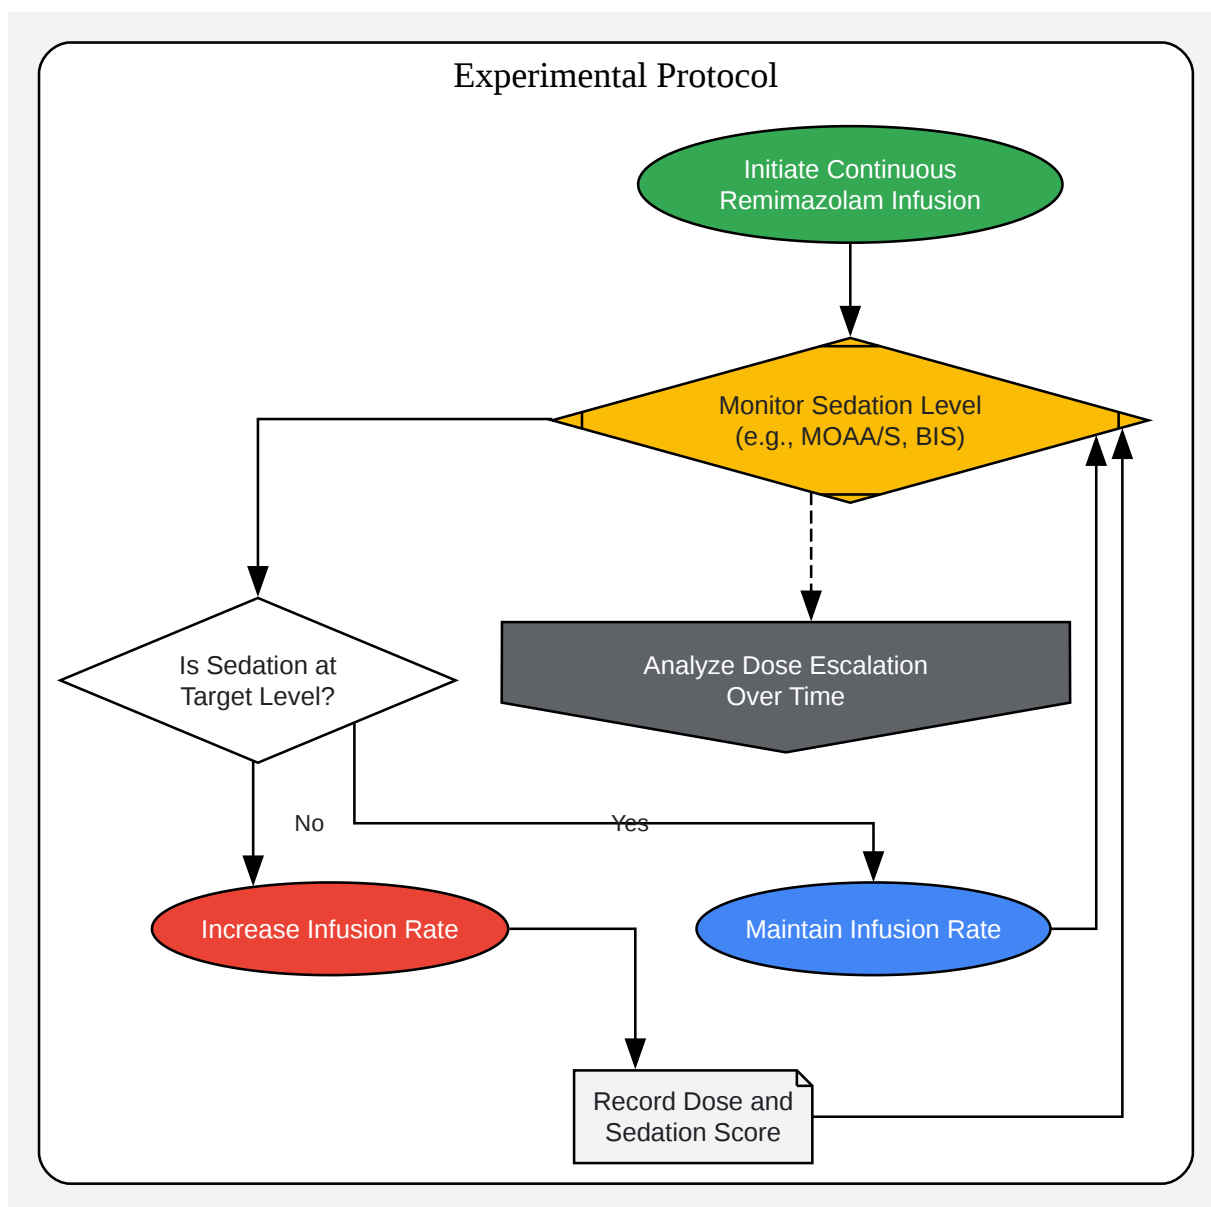 Experimental Protocol
Initiate Continuous
Remimazolam Infusion
Monitor Sedation Level
(e.g., MOAA/S, BIS)
Is Sedation at
Target Level?
Analyze Dose Escalation
Over Time
No
Yes
Increase Infusion Rate
Maintain Infusion Rate
Record Dose and
Sedation Score